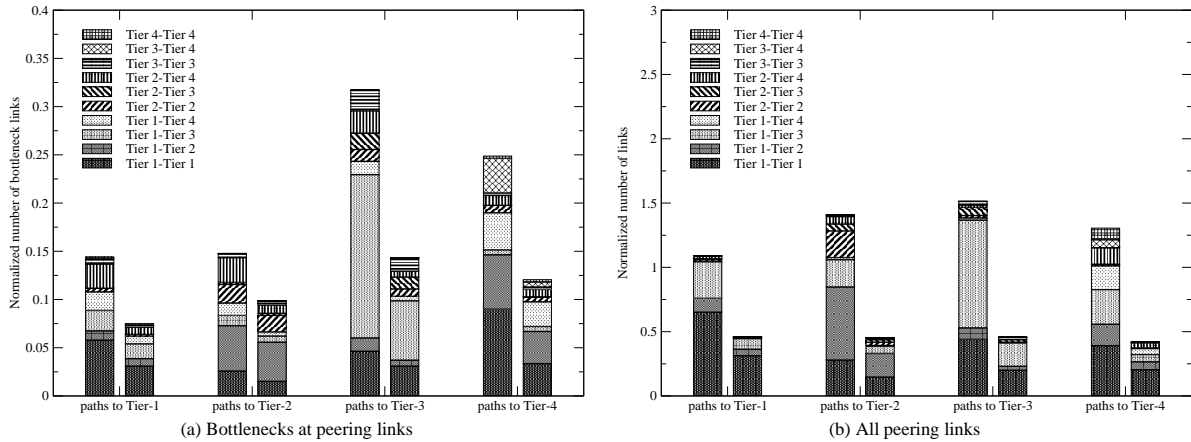 0.4
0.35
0.3
0.25
0.2
0.15
0.1
0.05
0
Normalized number of bottleneck links
Tier 4-Tier 4
Tier 3-Tier 4
Tier 3-Tier 3
Tier 2-Tier 4
Tier 2-Tier 3
Tier 2-Tier 2
Tier 1-Tier 4
Tier 1-Tier 3
Tier 1-Tier 2
Tier 1-Tier 1
paths to Tier-1
paths to Tier-2
paths to Tier-3
paths to Tier-4
(a) Bottlenecks at peering links
3
2.5
2
1.5
1
0.5
0
Normalized number of links
Tier 4-Tier 4
Tier 3-Tier 4
Tier 3-Tier 3
Tier 2-Tier 4
Tier 2-Tier 3
Tier 2-Tier 2
Tier 1-Tier 4
Tier 1-Tier 3
Tier 1-Tier 2
Tier 1-Tier 1
paths to Tier-1
paths to Tier-2
paths to Tier-3
paths to Tier-4
(b) All peering links